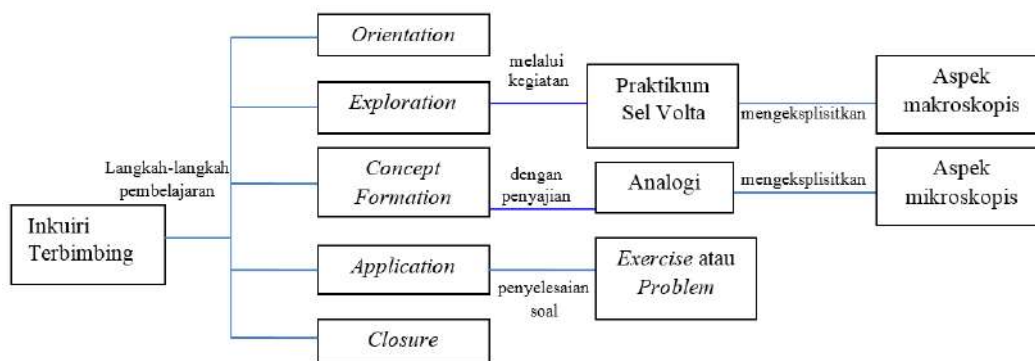 Orientation
melalui
kegiatan
Exploration
Praktikum
Sel Volta
mengeksplisitkan
Aspek
makroskopis
Langkah-langkah
pembelajaran
Concept
Formation
dengan
penyajian
Analogi
mengeksplisitkan
Aspek
mikroskopis
Inkuiri
Terbimbing
Application
penyelesaian
soal
Exercise atau
Problem
Closure